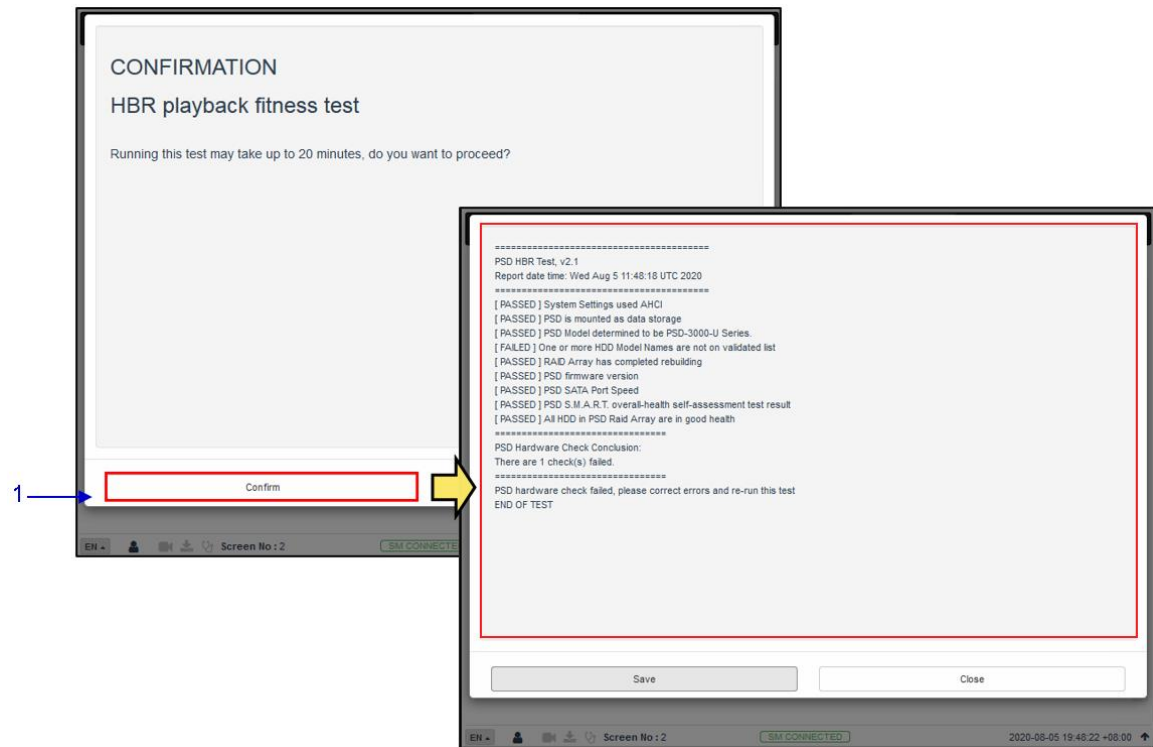 CONFIRMATION
HBR playback fitness test
Running this test may take up to 20 minutes, do you want to proceed?
1
Confirm
EN
Screen No : 2
SM CONNECTE
========================================
PSD HBR Test, v2.1
Report date time: Wed Aug 5 11:48:18 UTC 2020
========================================
[ PASSED ] System Settings used AHCI
[ PASSED ] PSD is mounted as data storage
[ PASSED ] PSD Model determined to be PSD-3000-U Series.
[ FAILED ] One or more HDD Model Names are not on validated list
[ PASSED ] RAID Array has completed rebuilding
[ PASSED ] PSD firmware version
[ PASSED ] PSD SATA Port Speed
[ PASSED ] PSD S.M.A.R.T. overall-health self-assessment test result
[ PASSED ] All HDD in PSD Raid Array are in good health
================================
PSD Hardware Check Conclusion:
There are 1 check(s) failed.
================================
PSD hardware check failed, please correct errors and re-run this test
END OF TEST
Save
Close
EN
Screen No : 2
SM CONNECTED
2020-08-05 19:48:22 +08:00